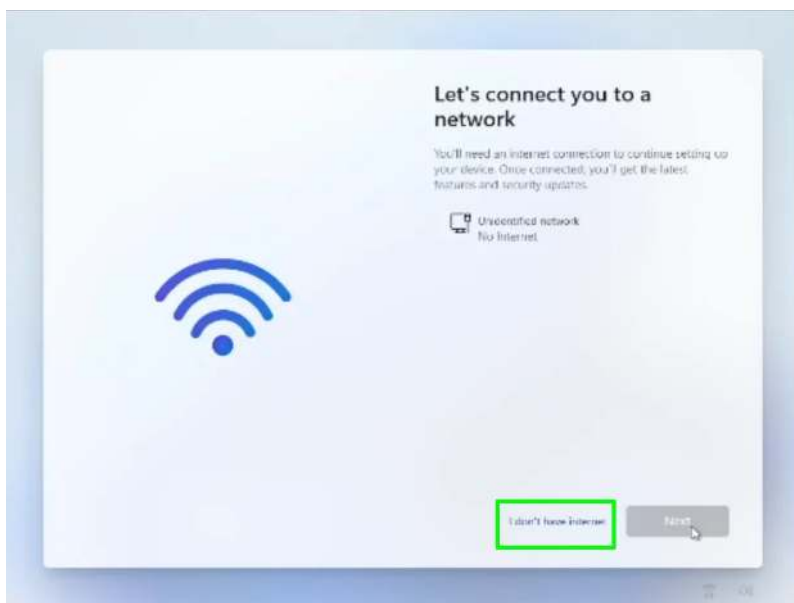 Let's connect you to a
network
You'll need an internet connection to continue setting up
your device. Once connected, you'll get the latest
features and security updates.
Unidentified network
No Internet
I don't have internet
Next